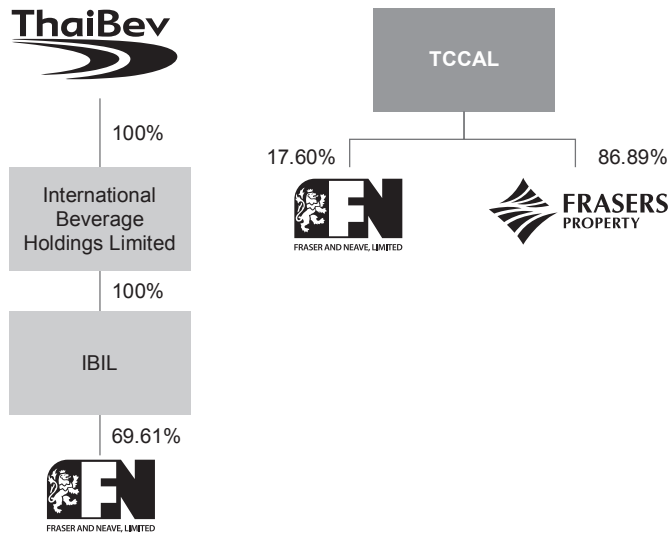 ThaiBev
100%
International
Beverage
Holdings Limited
100%
IBIL
69.61%
FN
FRASER AND NEAVE, LIMITED
TCCAL
17.60%
86.89%
FN
FRASER AND NEAVE, LIMITED
FRASERS
PROPERTY